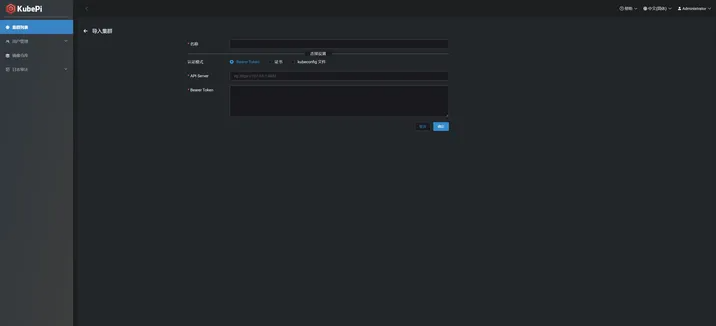 KubePi
帮助
中文(简体)
Administrator
集群列表
用户管理
镜像仓库
日志审计
导入集群
* 名称
连接配置
认证模式
Bearer Token
证书
kubeconfig 文件
* API Server
* Bearer Token
取消
确认